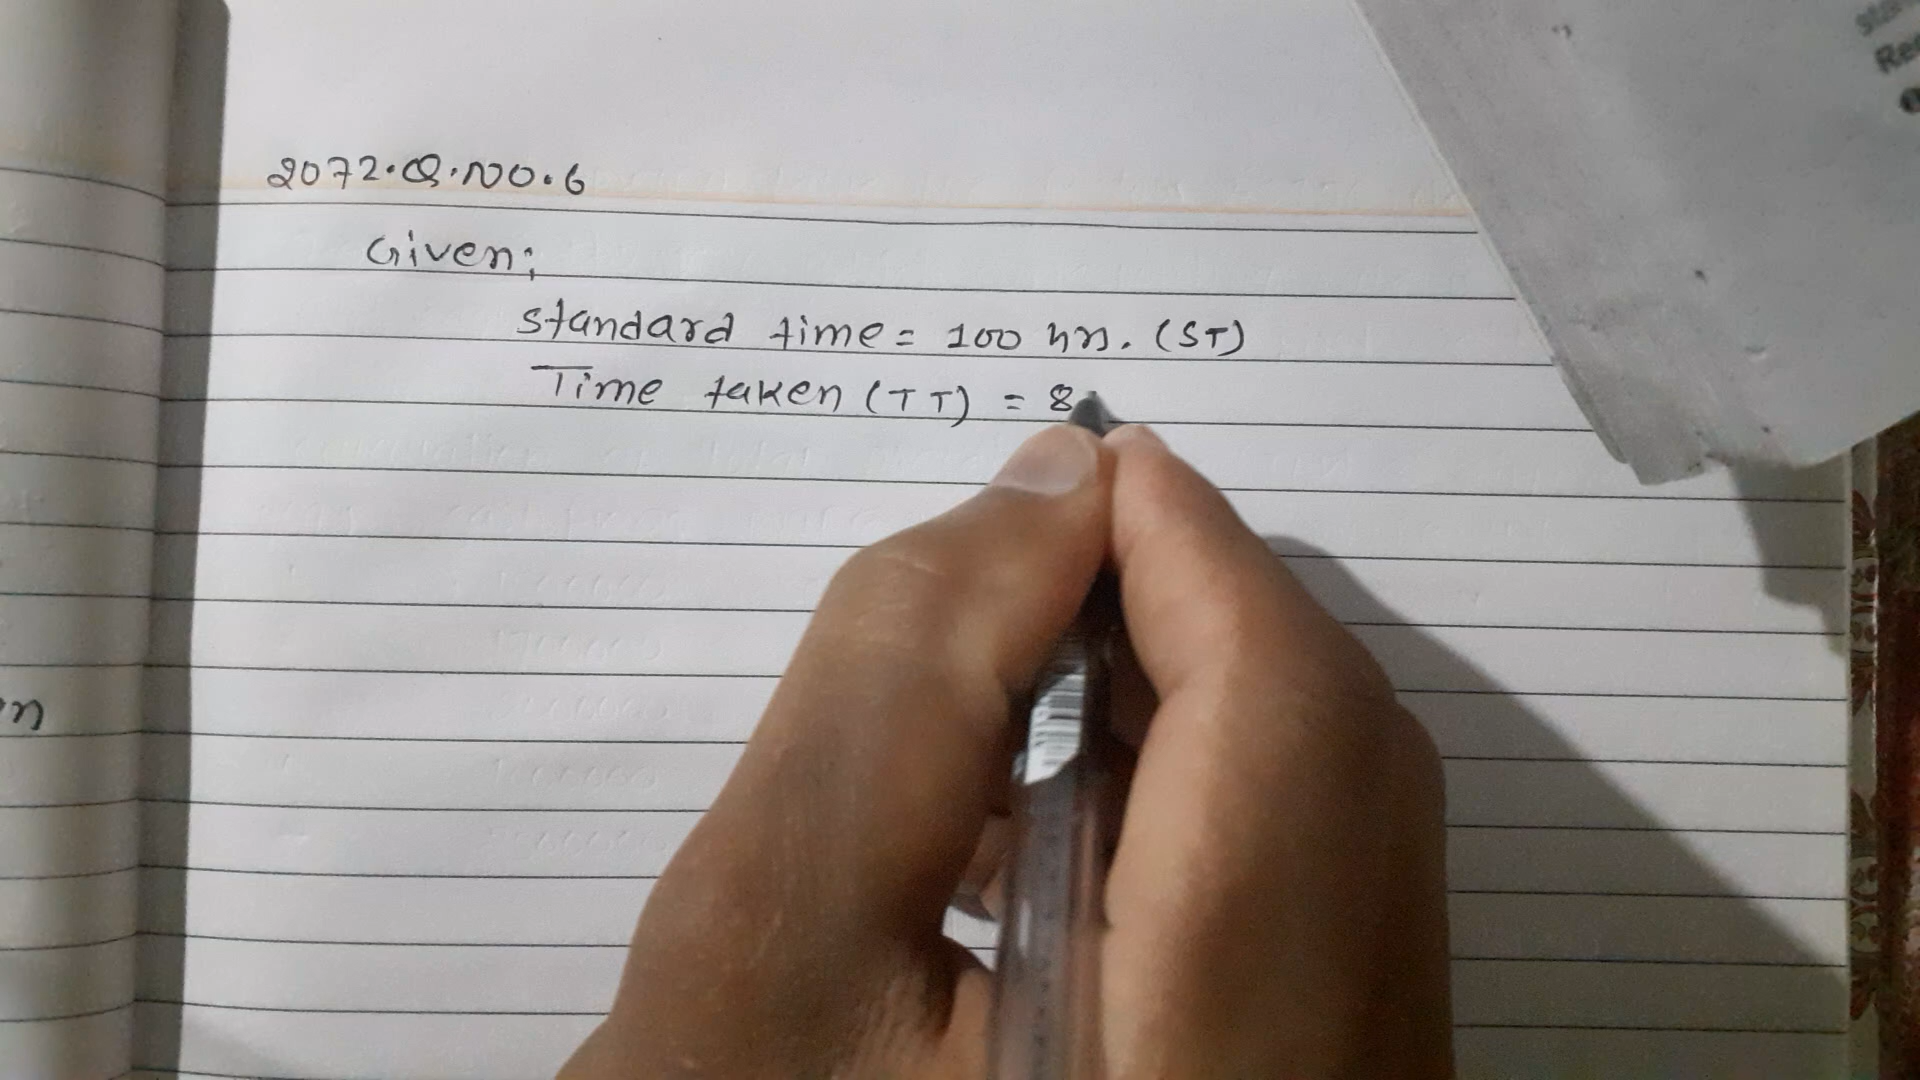 2072.Q.NO.6
Given;
standard time = 100 hrs. (ST)
Time taken (TT) = 8
n